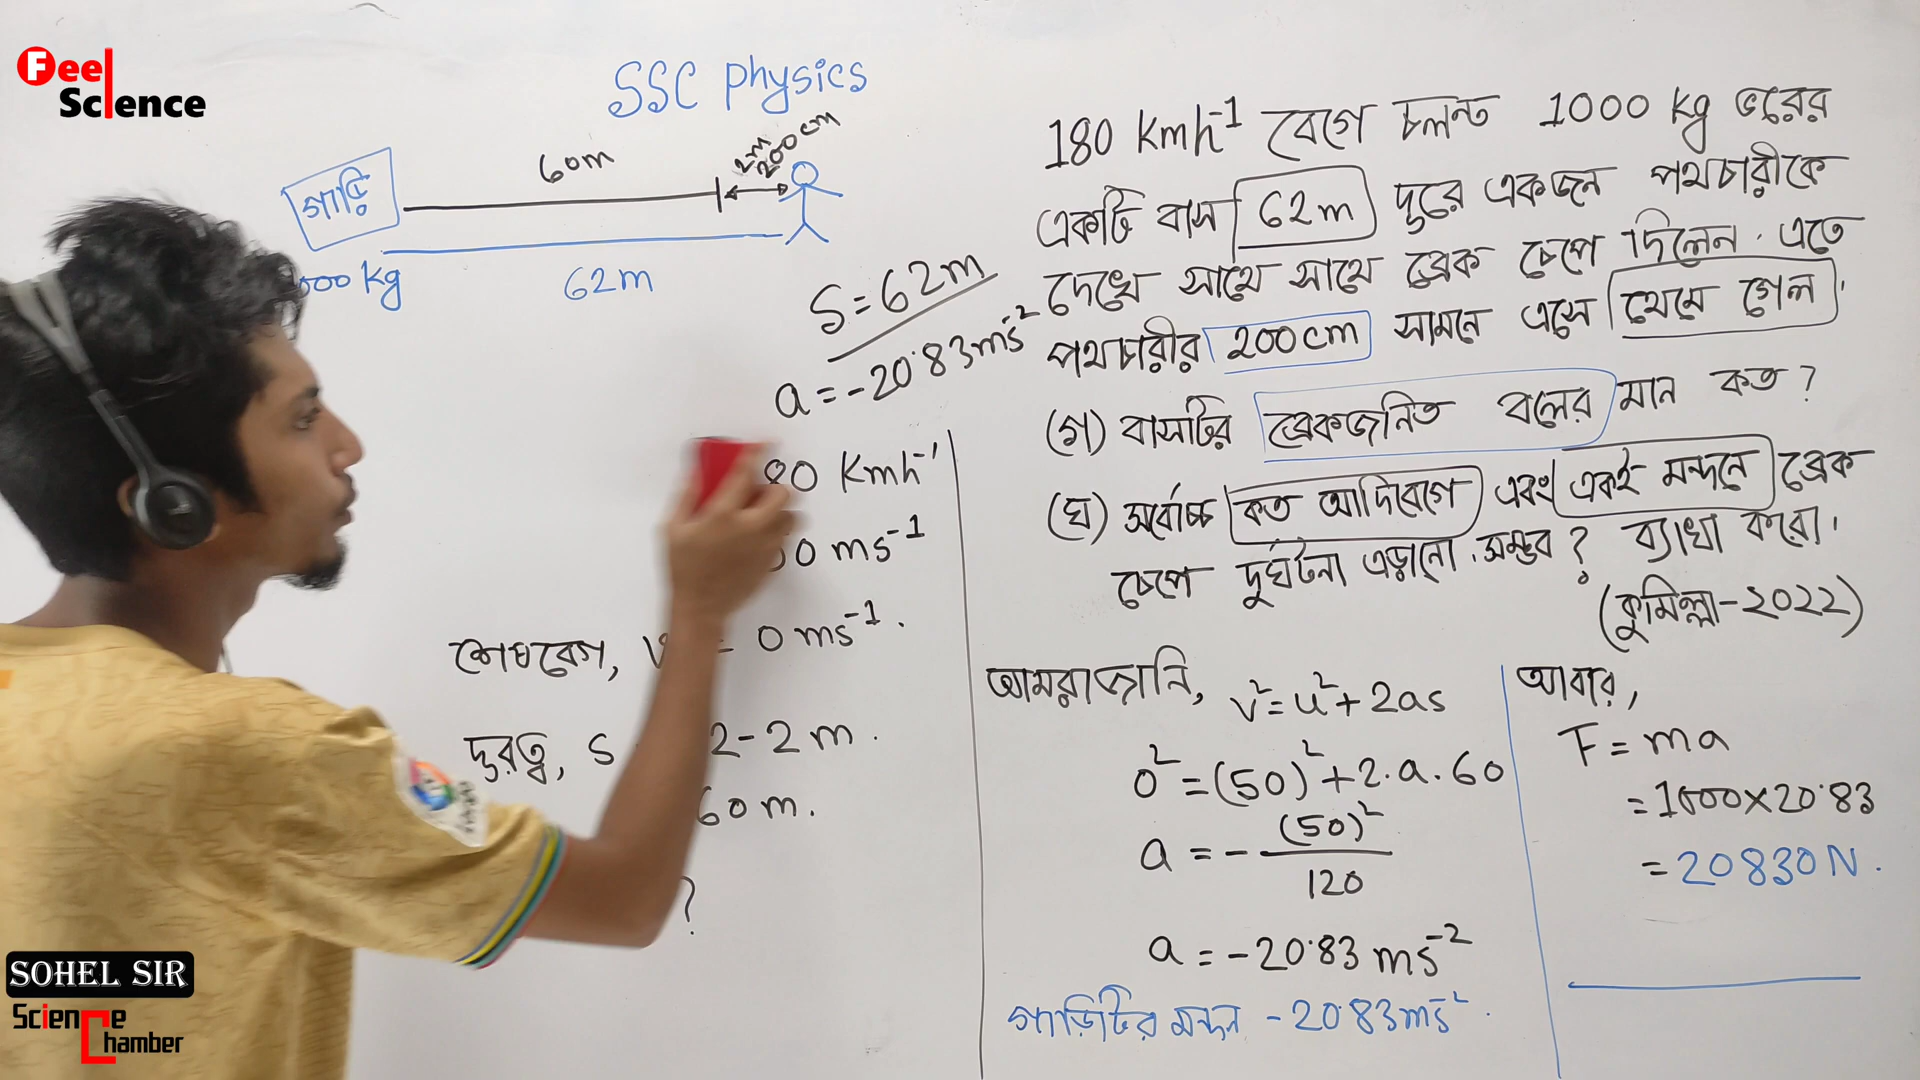 Feel
Science
SSC Physics
60m
2m
200cm
গাড়ি
62m
S=62m
a=-20.83ms⁻²
Kmh⁻¹
ms⁻¹
শেষবেগ, = 0 ms⁻¹.
দূরত্ব, S 2-2 m.
60m.
?
180 Kmh⁻¹ বেগে চলন্ত 1000 kg ভরের
একটি বাস 62m দূরে একজন পথচারীকে
দেখে সাথে সাথে ব্রেক চেপে দিলেন. এতে
পথচারীর 200cm সামনে এসে থেমে গেল.
(গ) বাসটির ব্রেকজনিত বলের মান কত?
(ঘ) সর্বোচ্চ কত আদিবেগে এবং একই মন্দনে ব্রেক
চেপে দুর্ঘটনা এড়ানো সম্ভব? ব্যাখা করো.
(কুমিল্লা-২০২২)
আমরা জানি,
v²=u²+2as
0²=(50)²+2.a.60
a = - (50)²/120
a = -20.83 ms⁻²
গাড়িটির মন্দন -20.83ms⁻².
আবার,
F=ma
=1000×20.83
=20830N.
SOHEL SIR
Science
Chamber